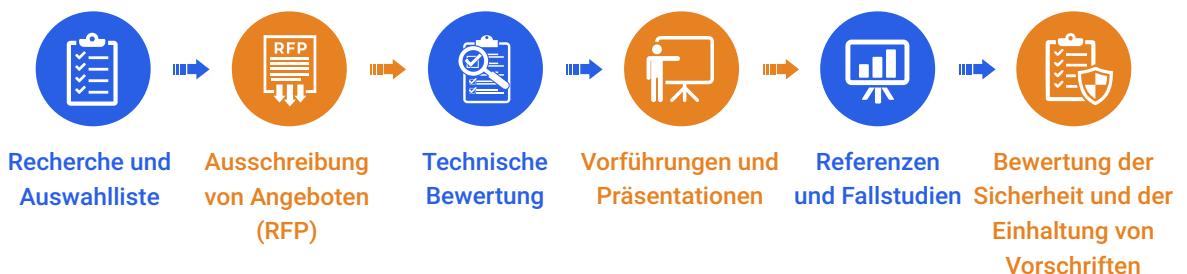 RFP
Recherche und
Auswahlliste
Ausschreibung
von Angeboten
(RFP)
Technische
Bewertung
Vorführungen und
Präsentationen
Referenzen
und Fallstudien
Bewertung der
Sicherheit und der
Einhaltung von
Vorschriften